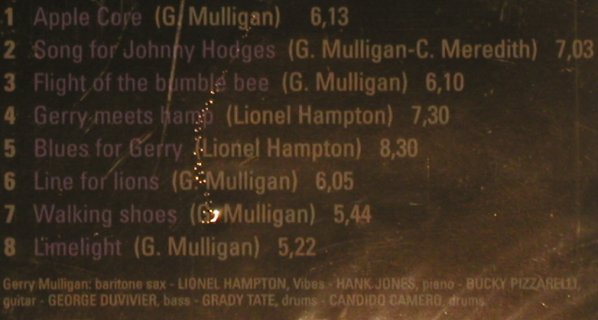 1 Apple Core (G. Mulligan) 6,13
2 Song for Johnny Hodges (G. Mulligan-C. Meredith) 7,03
3 Flight of the bumble bee (G. Mulligan) 6,10
4 Gerry meets hamp (Lionel Hampton) 7,30
5 Blues for Gerry (Lionel Hampton) 8,30
6 Line for lions (G. Mulligan) 6,05
7 Walking shoes (G. Mulligan) 5,44
8 Limelight (G. Mulligan) 5,22
Gerry Mulligan: baritone sax - LIONEL HAMPTON, Vibes - HANK JONES, piano - BUCKY PIZZARELLI,
guitar - GEORGE DUVIVIER, bass - GRADY TATE, drums - CANDIDO CAMERO, drums